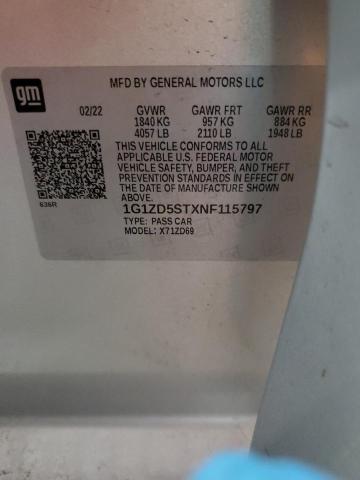 gm
MFD BY GENERAL MOTORS LLC
02/22 GVWR GAWR FRT GAWR RR
1840 KG 957 KG 884 KG
4057 LB 2110 LB 1948 LB
THIS VEHICLE CONFORMS TO ALL
APPLICABLE U.S. FEDERAL MOTOR
VEHICLE SAFETY, BUMPER, AND THEFT
PREVENTION STANDARDS IN EFFECT ON
THE DATE OF MANUFACTURE SHOWN
ABOVE.
636R 1G1ZD5STXNF115797
TYPE: PASS CAR
MODEL: X71ZD69